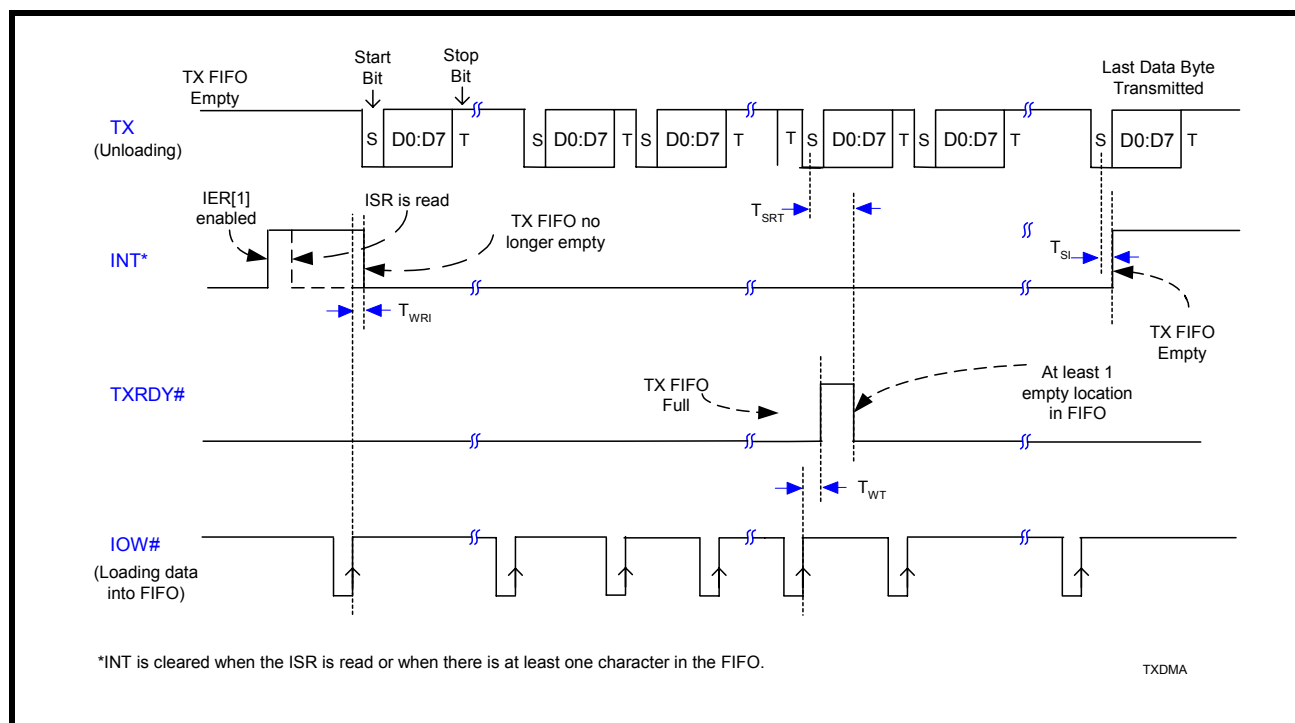 Start
Bit
Stop
Bit
TX FIFO
Empty
Last Data Byte
Transmitted
TX
(Unloading)
S D0:D7 T S D0:D7 T S D0:D7 T T S D0:D7 T S D0:D7 T S D0:D7 T
IER[1]
enabled
ISR is read
TX FIFO no
longer empty
TSRT
INT*
TSI
TWRI
TX FIFO
Empty
TXRDY#
TX FIFO
Full
At least 1
empty location
in FIFO
TWT
IOW#
(Loading data
into FIFO)
*INT is cleared when the ISR is read or when there is at least one character in the FIFO.
TXDMA